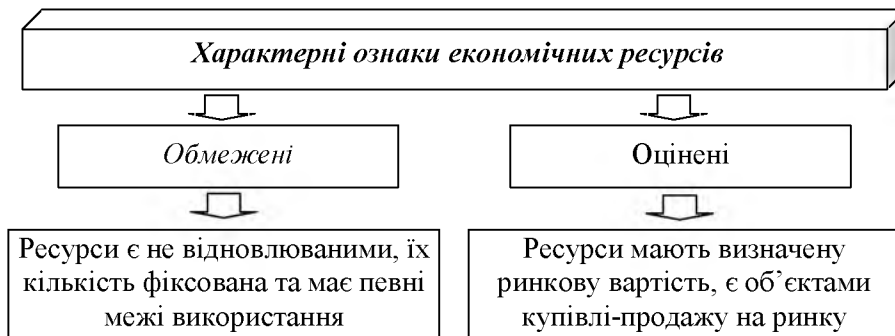 Характерні ознаки економічних ресурсів
Обмежені
Оцінені
Ресурси є не відновлюваними, їх
кількість фіксована та має певні
межі використання
Ресурси мають визначену
ринкову вартість, є об’єктами
купівлі-продажу на ринку